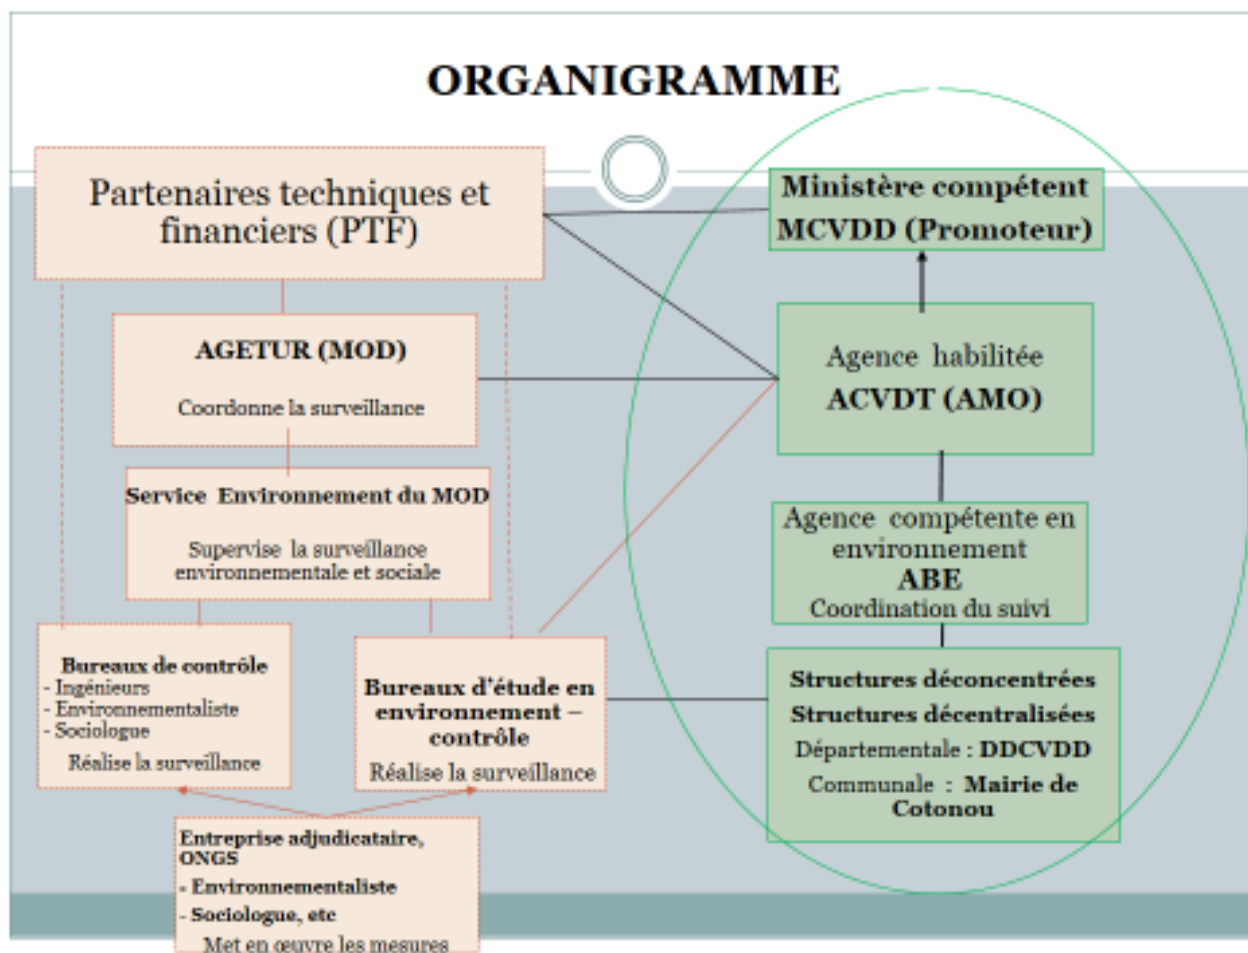 ORGANIGRAMME
Partenaires techniques et
financiers (PTF)
AGETUR (MOD)
Coordonne la surveillance
Service Environnement du MOD
Supervise la surveillance
environnementale et sociale
Bureaux de contrôle
- Ingénieurs
- Environnementaliste
- Sociologue
Réalise la surveillance
Bureaux d'étude en
environnement –
contrôle
Réalise la surveillance
Entreprise adjudicataire,
ONGS
- Environnementaliste
- Sociologue, etc
Met en œuvre les mesures
Ministère compétent
MCVDD (Promoteur)
Agence habilitée
ACVDT (AMO)
Agence compétente en
environnement
ABE
Coordination du suivi
Structures déconcentrées
Structures décentralisées
Départementale : DDCVDD
Communale : Mairie de
Cotonou